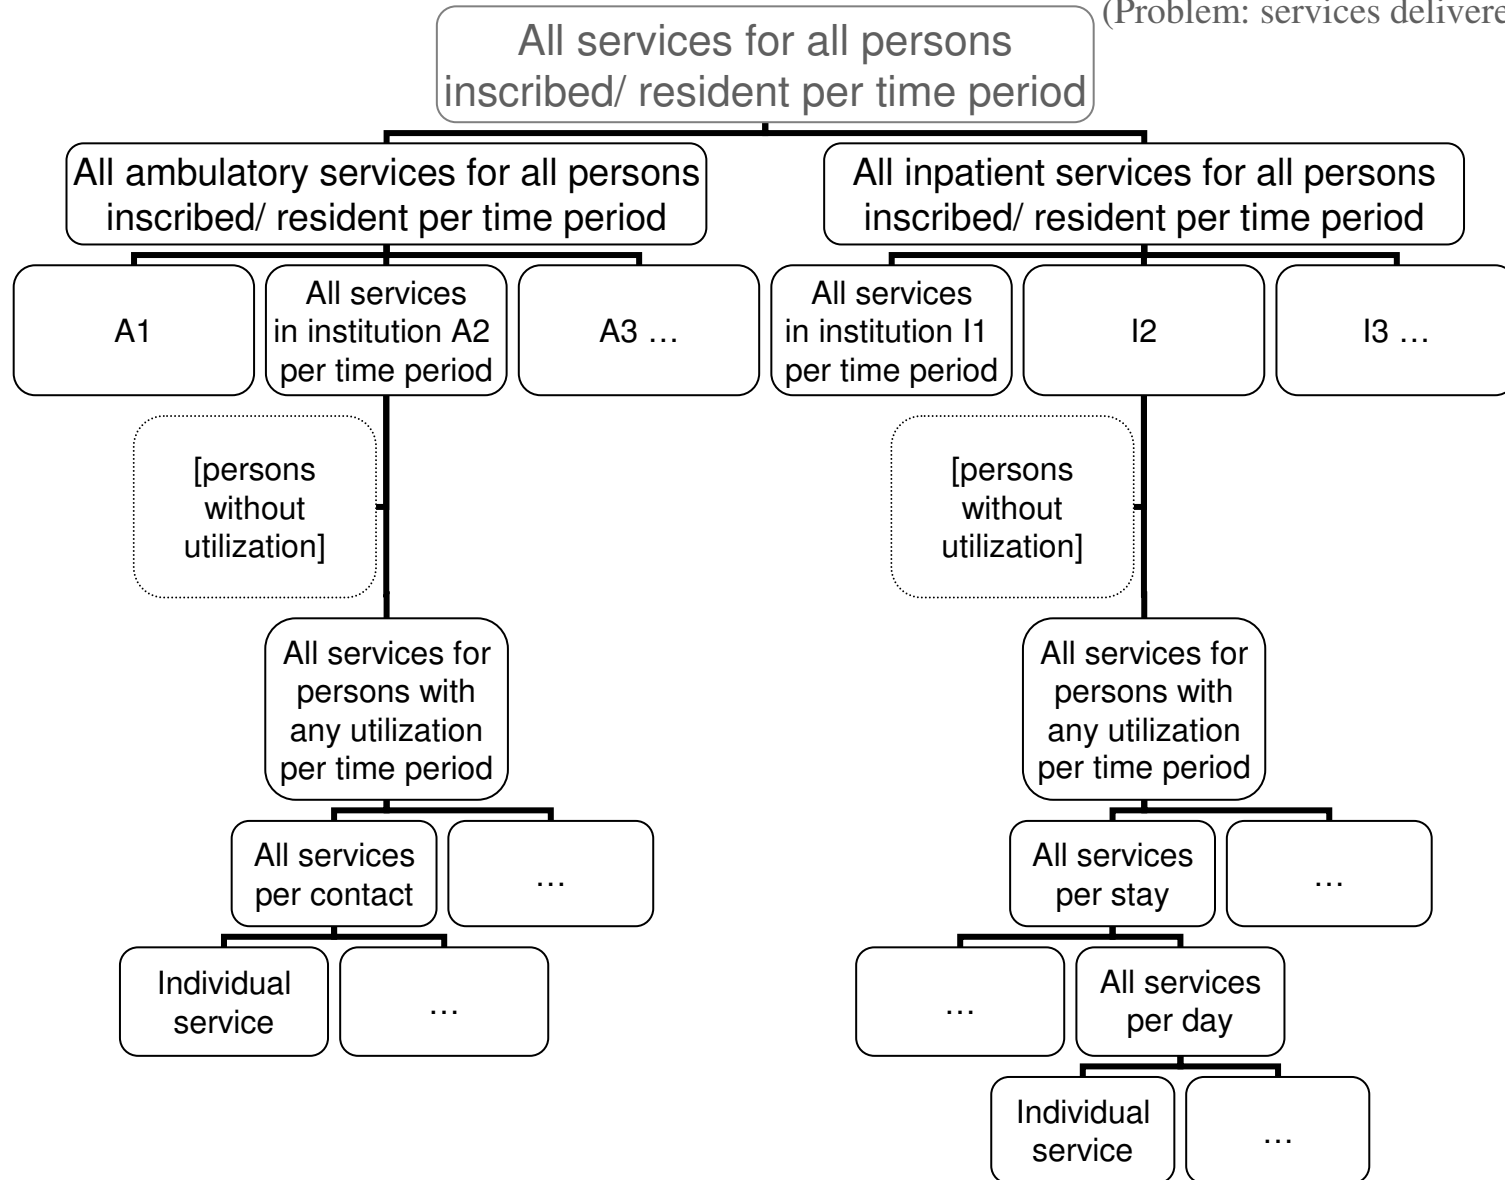 (Problem: services delivere
All services for all persons
inscribed/ resident per time period
All ambulatory services for all persons
inscribed/ resident per time period
All inpatient services for all persons
inscribed/ resident per time period
A1
All services
in institution A2
per time period
A3 …
All services
in institution I1
per time period
I2
I3 …
[persons
without
utilization]
[persons
without
utilization]
All services for
persons with
any utilization
per time period
All services for
persons with
any utilization
per time period
All services
per contact
…
All services
per stay
…
Individual
service
…
…
All services
per day
Individual
service
…